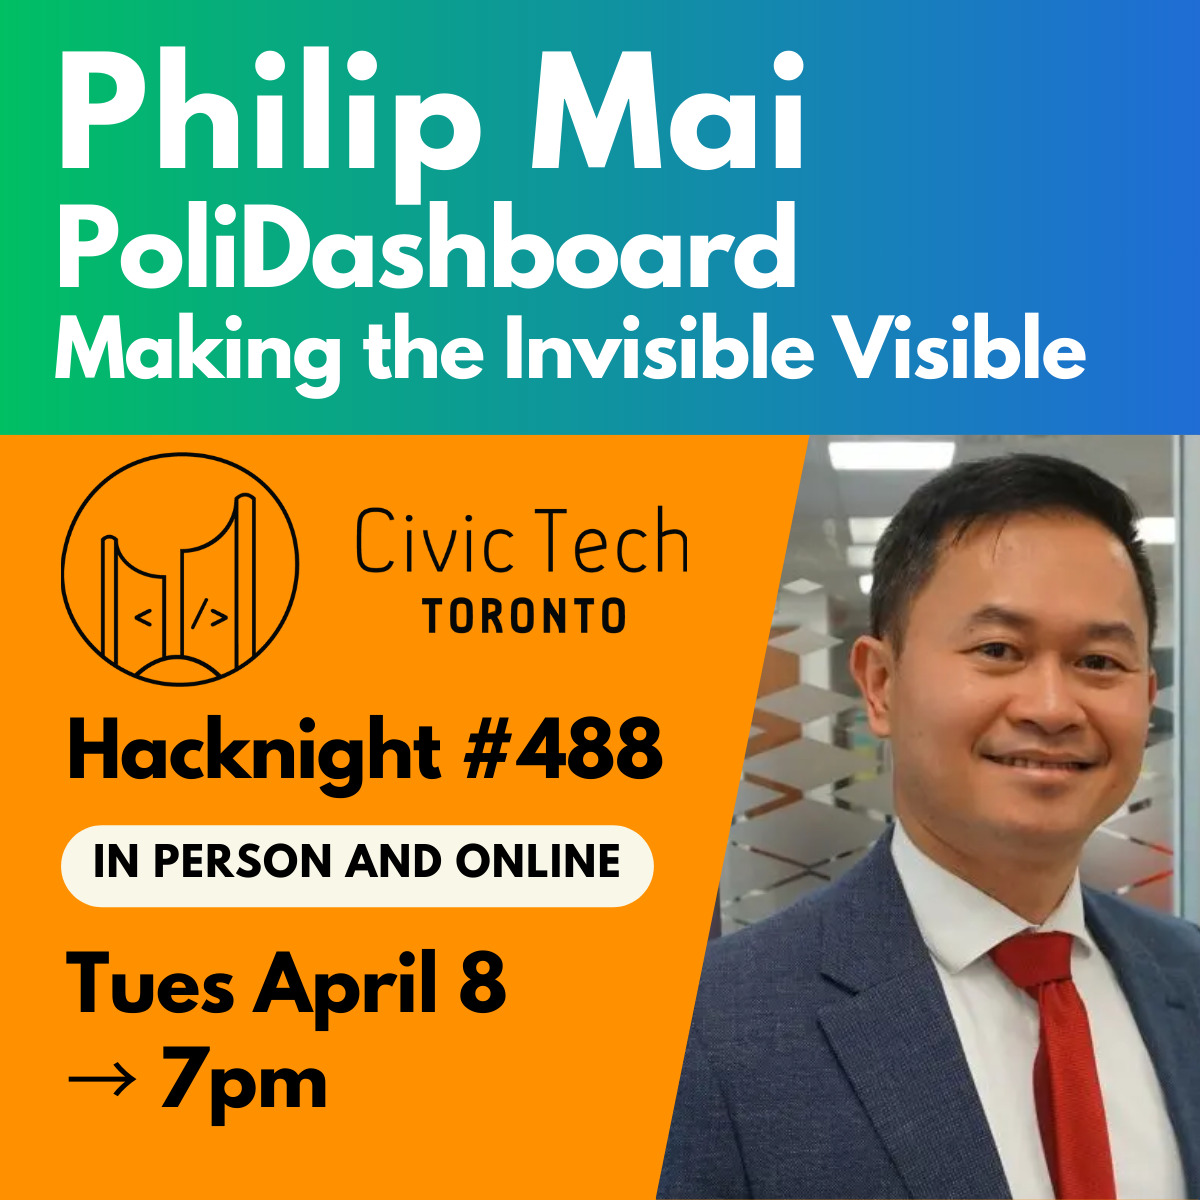 Philip Mai
PoliDashboard
Making the Invisible Visible
< />
Civic Tech
TORONTO
Hacknight #488
IN PERSON AND ONLINE
Tues April 8
→ 7pm